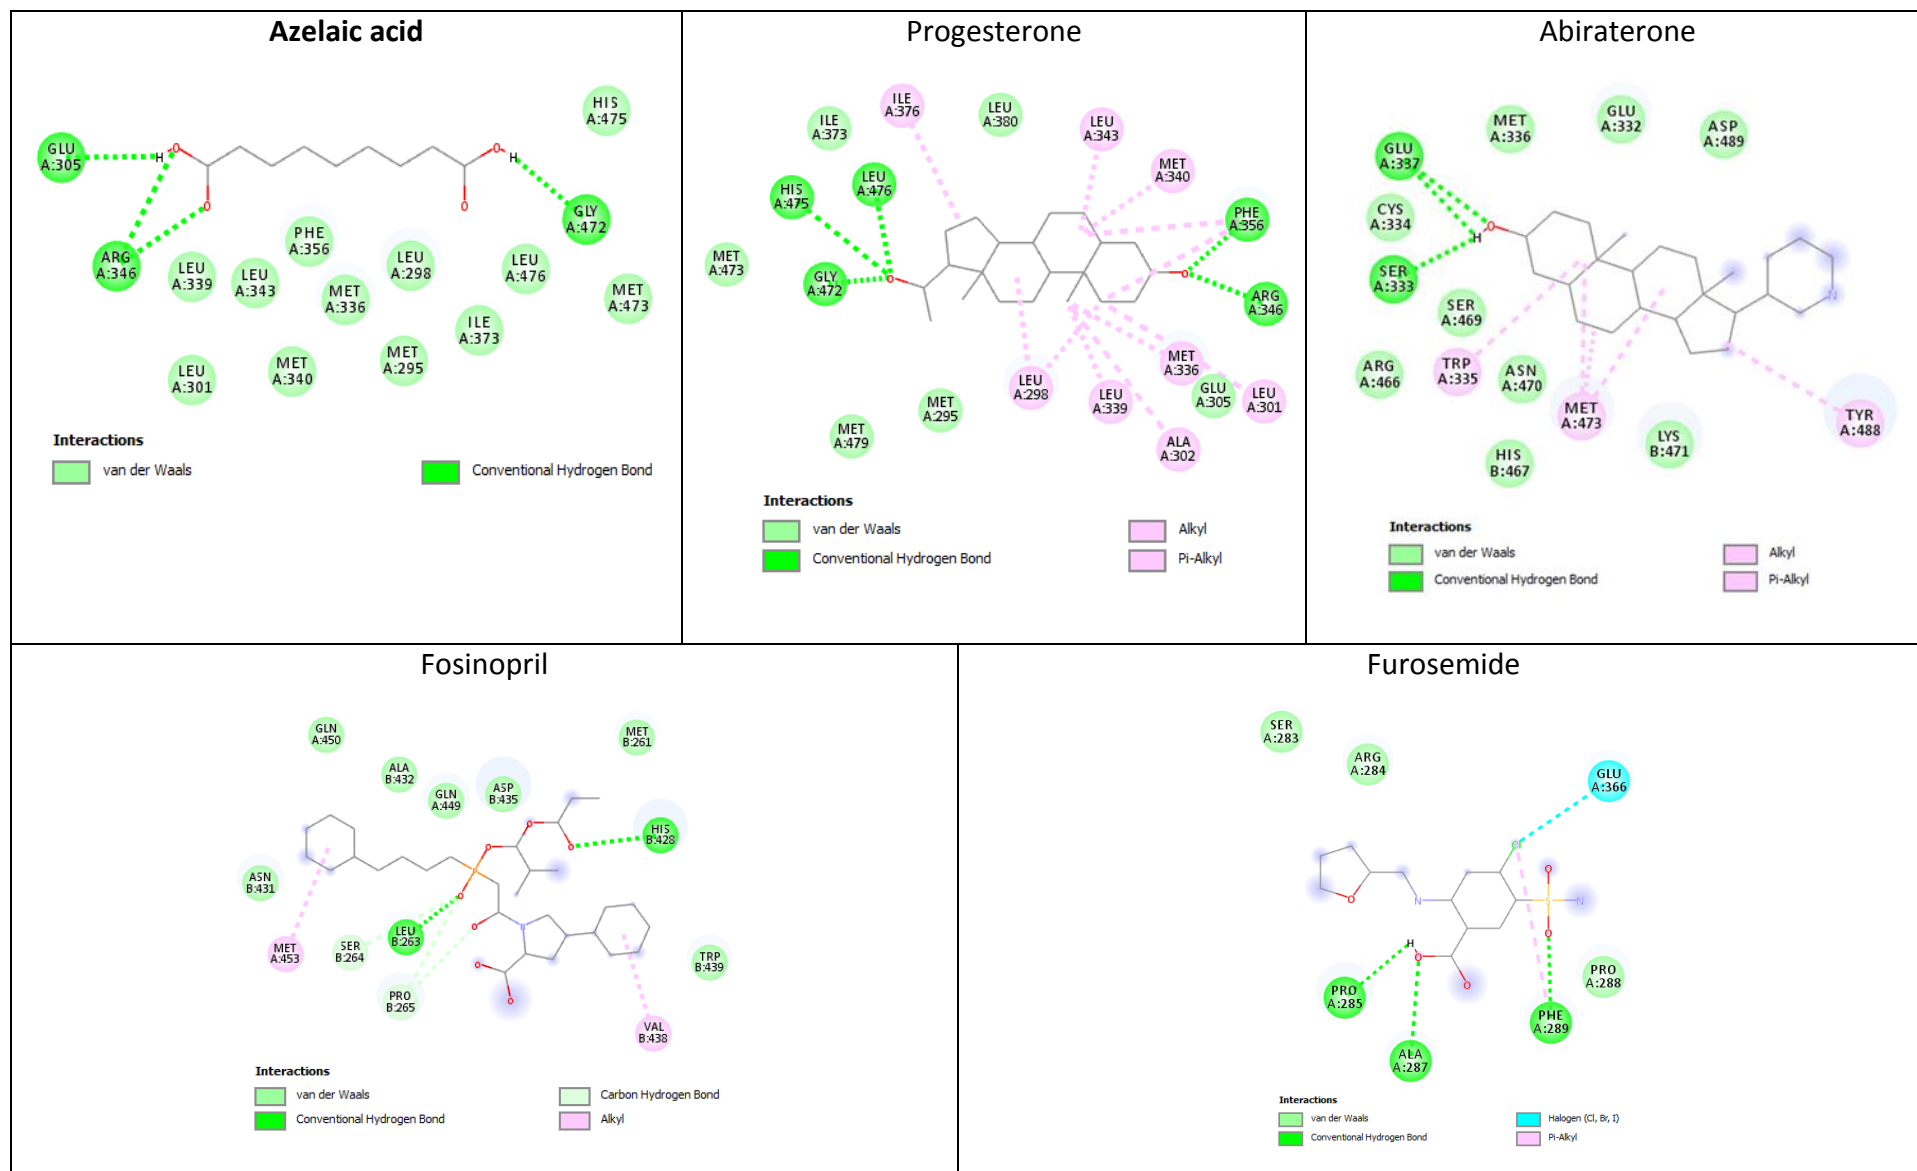 Azelaic acid
HIS
A:475
GLU
A:305
H
O
O
O
H
O
GLY
A:472
PHE
A:356
ARG
A:346
LEU
A:339
LEU
A:343
MET
A:336
LEU
A:298
LEU
A:476
MET
A:473
ILE
A:373
LEU
A:301
MET
A:340
MET
A:295
Interactions
van der Waals
Conventional Hydrogen Bond
Progesterone
ILE
A:376
ILE
A:373
LEU
A:380
LEU
A:343
MET
A:340
HIS
A:475
LEU
A:476
PHE
A:356
MET
A:473
GLY
A:472
O
O
ARG
A:346
MET
A:336
LEU
A:298
LEU
A:339
GLU
A:305
LEU
A:301
MET
A:295
MET
A:479
ALA
A:302
Interactions
van der Waals
Alkyl
Conventional Hydrogen Bond
Pi-Alkyl
Abiraterone
GLU
A:332
MET
A:336
ASP
A:489
GLU
A:337
CYS
A:334
O
H
SER
A:333
N
SER
A:469
ARG
A:466
TRP
A:335
ASN
A:470
MET
A:473
TYR
A:488
LYS
B:471
HIS
B:467
Interactions
van der Waals
Alkyl
Conventional Hydrogen Bond
Pi-Alkyl
Fosinopril
GLN
A:450
MET
B:261
ALA
B:432
GLN
A:449
ASP
B:435
O
HIS
B:428
O
O
P
ASN
B:431
O
O
N
LEU
B:263
MET
A:453
SER
B:264
TRP
B:439
O
O
PRO
B:265
VAL
B:438
Interactions
van der Waals
Carbon Hydrogen Bond
Conventional Hydrogen Bond
Alkyl
Furosemide
SER
A:283
ARG
A:284
GLU
A:366
Cl
O
O
N
S
N
O
H
O
O
PRO
A:285
PRO
A:288
PHE
A:289
ALA
A:287
Interactions
van der Waals
Halogen (Cl, Br, I)
Conventional Hydrogen Bond
Pi-Alkyl